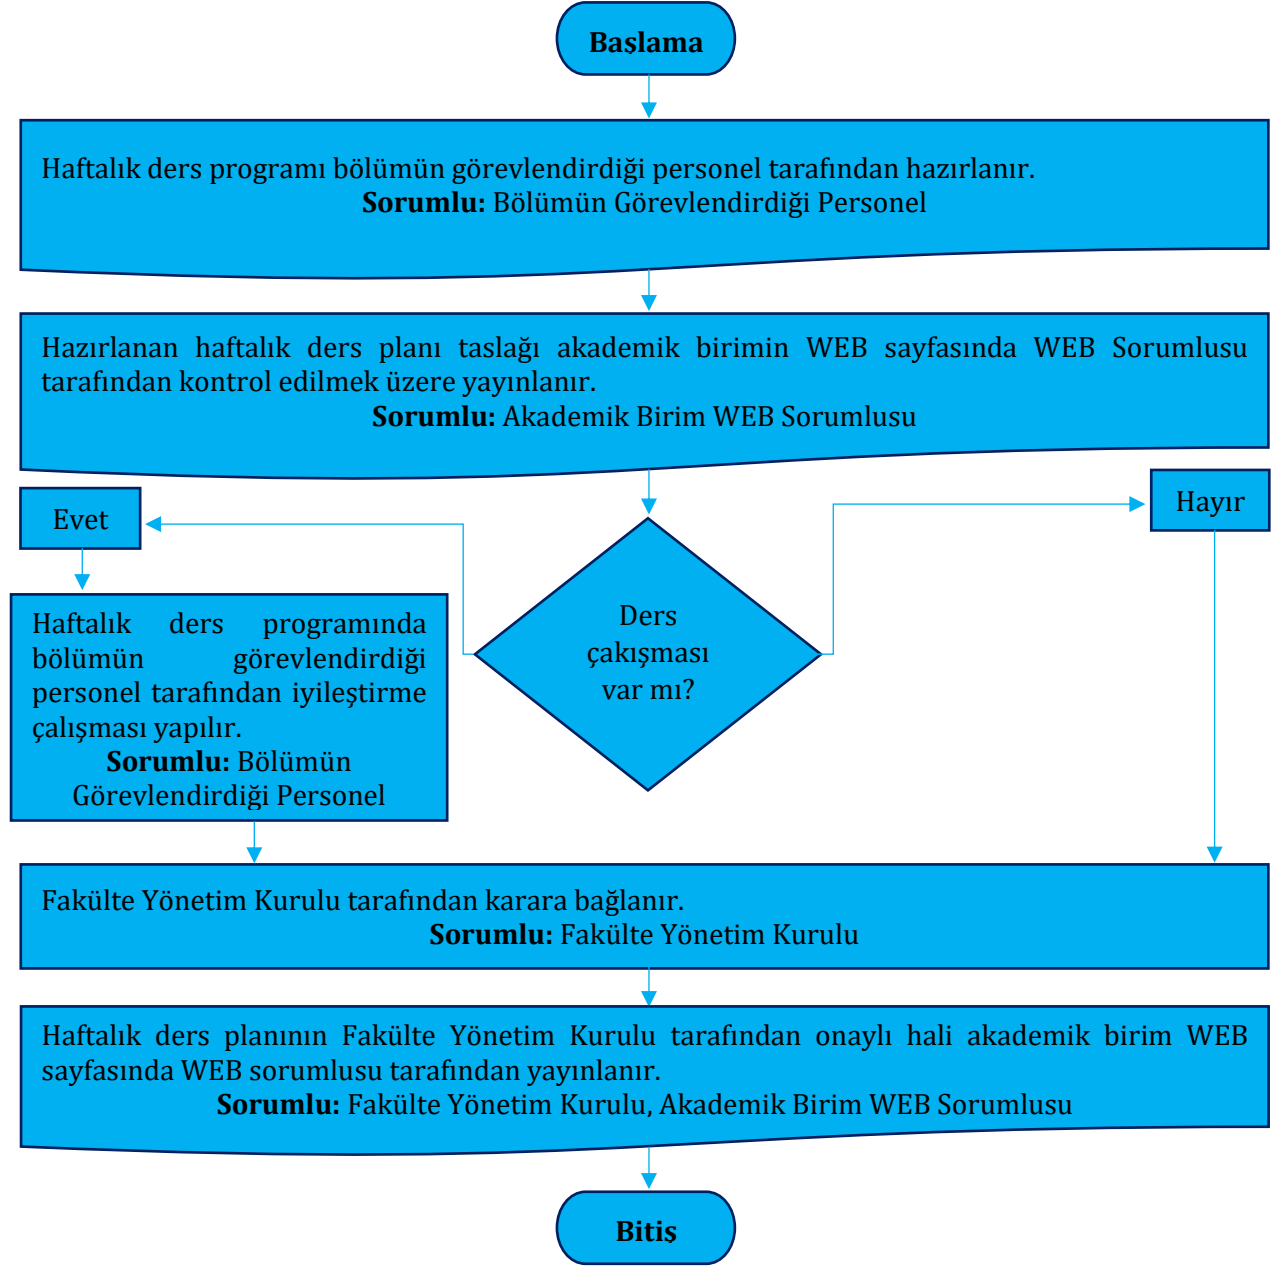 Başlama
Haftalık ders programı bölümün görevlendirdiği personel tarafından hazırlanır.
Sorumlu: Bölümün Görevlendirdiği Personel
Hazırlanan haftalık ders planı taslağı akademik birimin WEB sayfasında WEB Sorumlusu
tarafından kontrol edilmek üzere yayınlanır.
Sorumlu: Akademik Birim WEB Sorumlusu
Evet
Hayır
Ders
çakışması
var mı?
Haftalık ders programında
bölümün görevlendirdiği
personel tarafından iyileştirme
çalışması yapılır.
Sorumlu: Bölümün
Görevlendirdiği Personel
Fakülte Yönetim Kurulu tarafından karara bağlanır.
Sorumlu: Fakülte Yönetim Kurulu
Haftalık ders planının Fakülte Yönetim Kurulu tarafından onaylı hali akademik birim WEB
sayfasında WEB sorumlusu tarafından yayınlanır.
Sorumlu: Fakülte Yönetim Kurulu, Akademik Birim WEB Sorumlusu
Bitiş